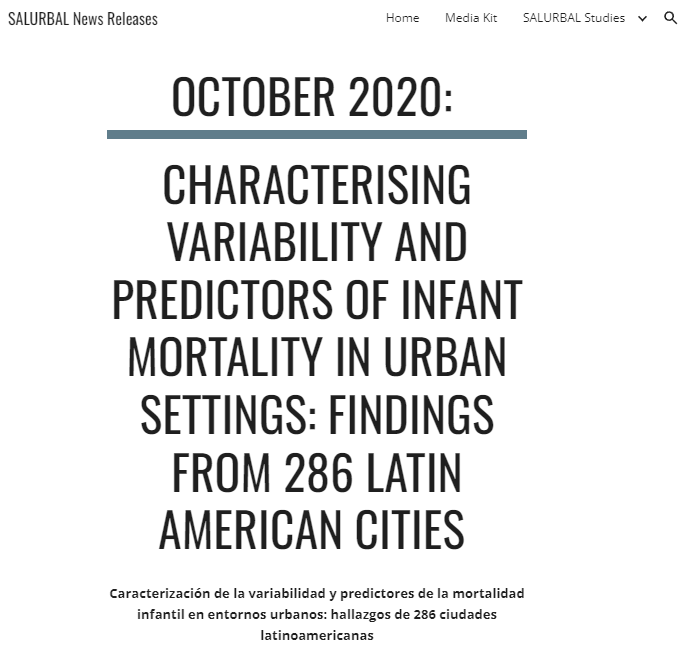 SALURBAL News Releases
Home
Media Kit
SALURBAL Studies
OCTOBER 2020:
CHARACTERISING
VARIABILITY AND
PREDICTORS OF INFANT
MORTALITY IN URBAN
SETTINGS: FINDINGS
FROM 286 LATIN
AMERICAN CITIES
Caracterización de la variabilidad y predictores de la mortalidad
infantil en entornos urbanos: hallazgos de 286 ciudades
latinoamericanas